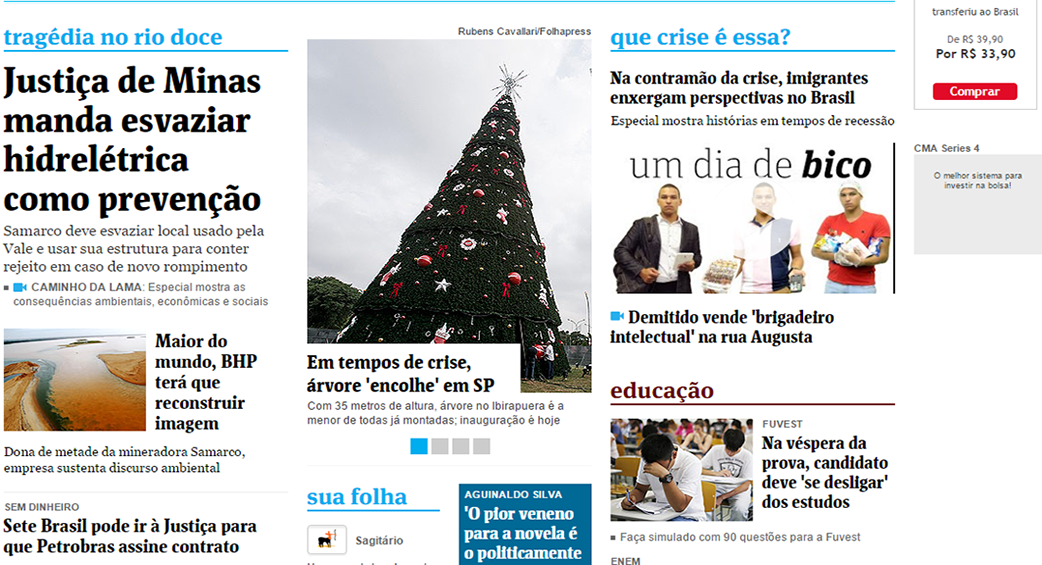 tragédia no rio doce
Justiça de Minas
manda esvaziar
hidrelétrica
como prevenção
Samarco deve esvaziar local usado pela
Vale e usar sua estrutura para conter
rejeito em caso de novo rompimento
CAMINHO DA LAMA: Especial mostra as
consequências ambientais, econômicas e sociais
Maior do
mundo, BHP
terá que
reconstruir
imagem
Dona de metade da mineradora Samarco,
empresa sustenta discurso ambiental
SEM DINHEIRO
Sete Brasil pode ir à Justiça para
que Petrobras assine contrato
Rubens Cavallari/Folhapress
Em tempos de crise,
árvore 'encolhe' em SP
Com 35 metros de altura, árvore no Ibirapuera é a
menor de todas já montadas; inauguração é hoje
sua folha
Sagitário
AGUINALDO SILVA
'O pior veneno
para a novela é
o politicamente
que crise é essa?
Na contramão da crise, imigrantes
enxergam perspectivas no Brasil
Especial mostra histórias em tempos de recessão
um dia de bico
Demitido vende 'brigadeiro
intelectual' na rua Augusta
educação
FUVEST
Na véspera da
prova, candidato
deve 'se desligar'
dos estudos
Faça simulado com 90 questões para a Fuvest
ENEM
transferiu ao Brasil
De R$ 39,90
Por R$ 33,90
Comprar
CMA Series 4
O melhor sistema para
investir na bolsa!